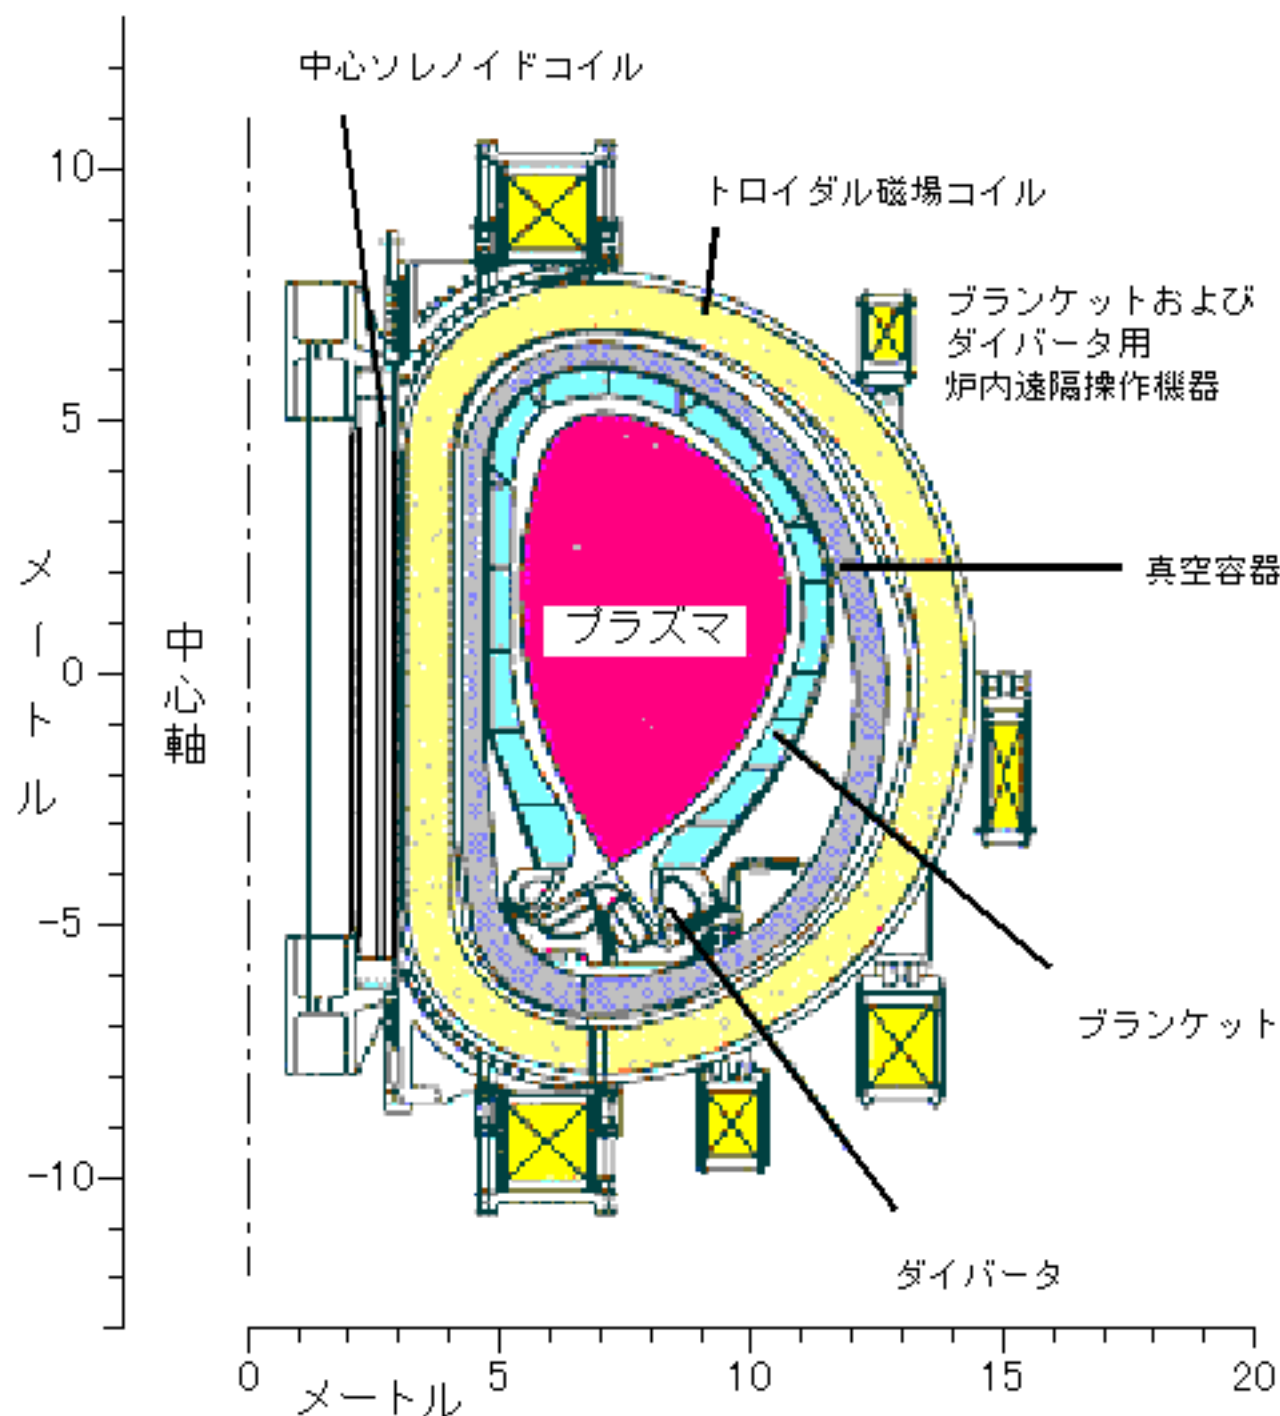 中心ソレノイドコイル
トロイダル磁場コイル
ブランケットおよび
ダイバータ用
炉内遠隔操作機器
真空容器
プラズマ
中心軸
メートル
10
5
0
-5
-10
ブランケット
ダイバータ
0
5
10
15
20
メートル